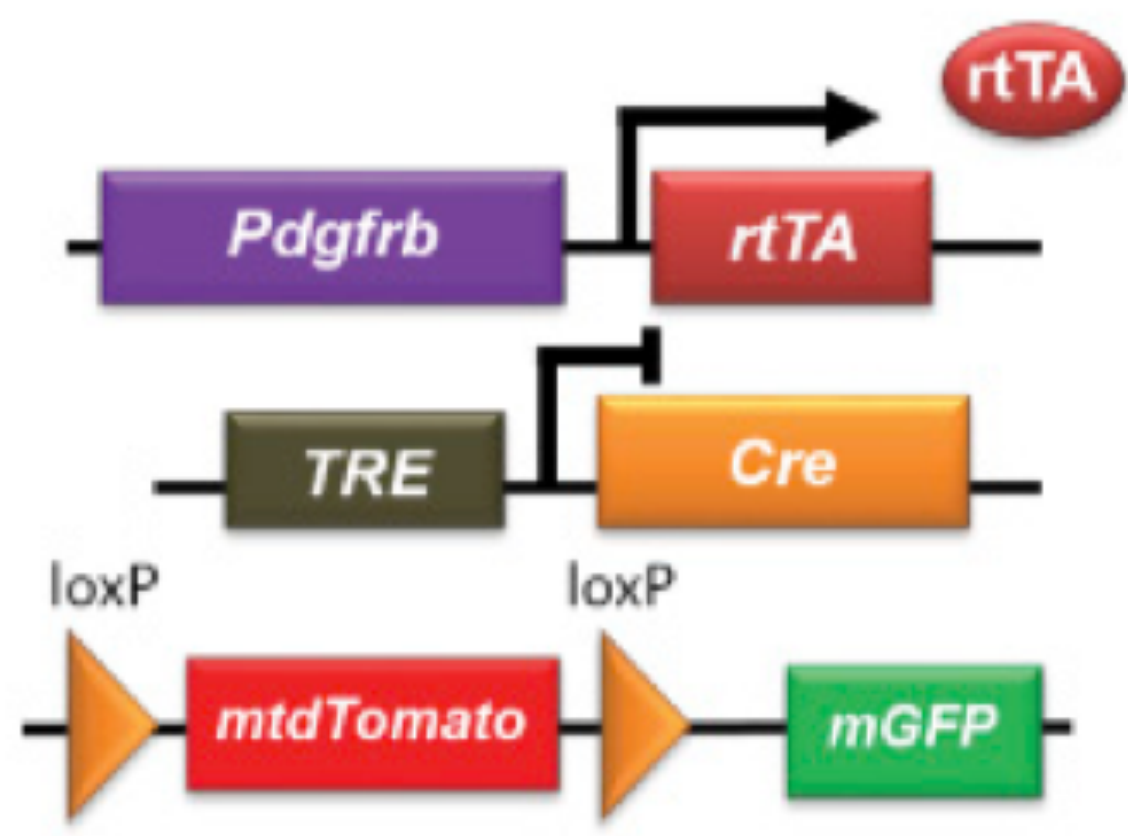 rtTA
Pdgfrb rtTA
TRE Cre
loxP loxP
mtdTomato mGFP